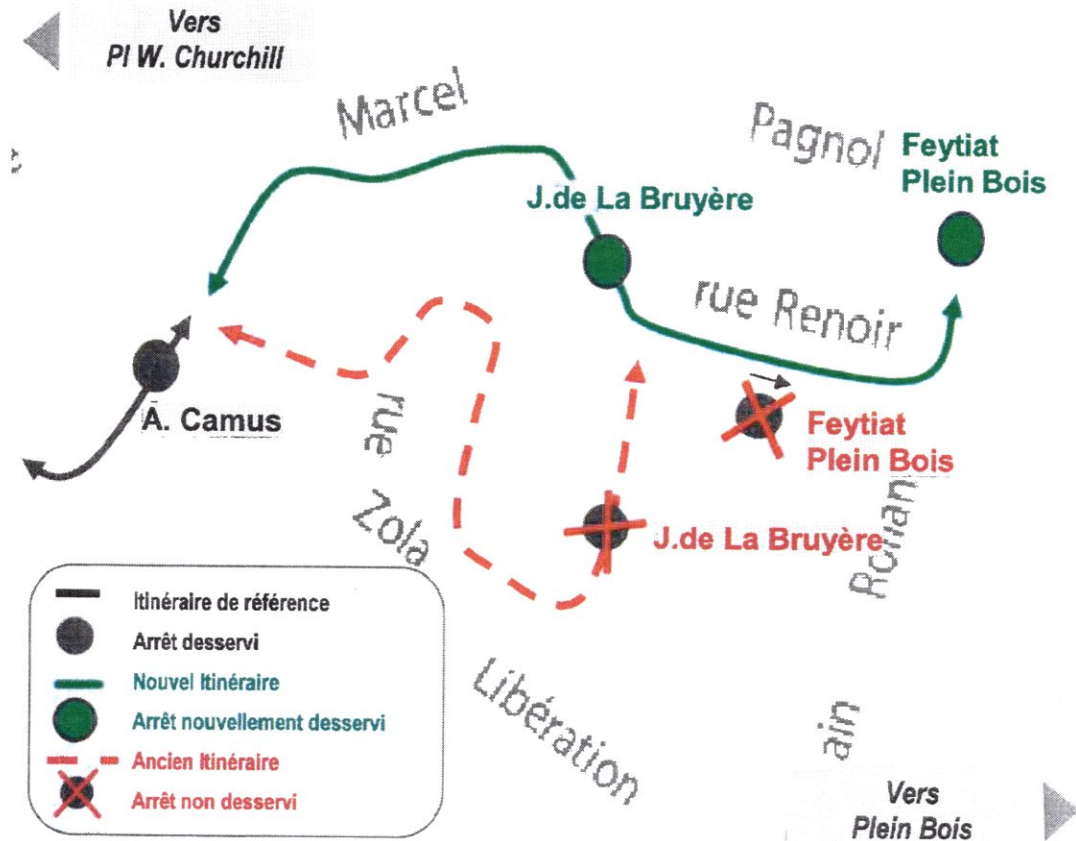 Vers
Pl W. Churchill
Marcel
Pagnol
Feytiat
Plein Bois
J.de La Bruyère
rue Renoir
A. Camus
rue
Zola
Feytiat
Plein Bois
J.de La Bruyère
Rouan
Libération
ain
Itinéraire de référence
Arrêt desservi
Nouvel Itinéraire
Arrêt nouvellement desservi
Ancien Itinéraire
Arrêt non desservi
Vers
Plein Bois